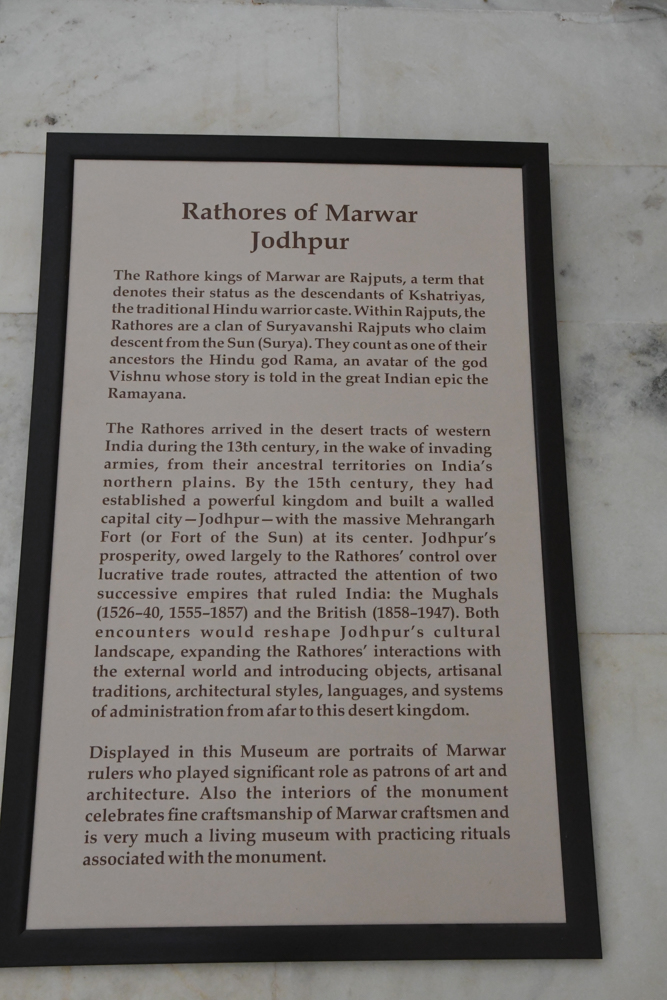 Rathores of Marwar
Jodhpur
The Rathore kings of Marwar are Rajputs, a term that
denotes their status as the descendants of Kshatriyas,
the traditional Hindu warrior caste. Within Rajputs, the
Rathores are a clan of Suryavanshi Rajputs who claim
descent from the Sun (Surya). They count as one of their
ancestors the Hindu god Rama, an avatar of the god
Vishnu whose story is told in the great Indian epic the
Ramayana.
The Rathores arrived in the desert tracts of western
India during the 13th century, in the wake of invading
armies, from their ancestral territories on India's
northern plains. By the 15th century, they had
established a powerful kingdom and built a walled
capital city—Jodhpur—with the massive Mehrangarh
Fort (or Fort of the Sun) at its center. Jodhpur's
prosperity, owed largely to the Rathores' control over
lucrative trade routes, attracted the attention of two
successive empires that ruled India: the Mughals
(1526–40, 1555–1857) and the British (1858–1947). Both
encounters would reshape Jodhpur's cultural
landscape, expanding the Rathores' interactions with
the external world and introducing objects, artisanal
traditions, architectural styles, languages, and systems
of administration from afar to this desert kingdom.
Displayed in this Museum are portraits of Marwar
rulers who played significant role as patrons of art and
architecture. Also the interiors of the monument
celebrates fine craftsmanship of Marwar craftsmen and
is very much a living museum with practicing rituals
associated with the monument.